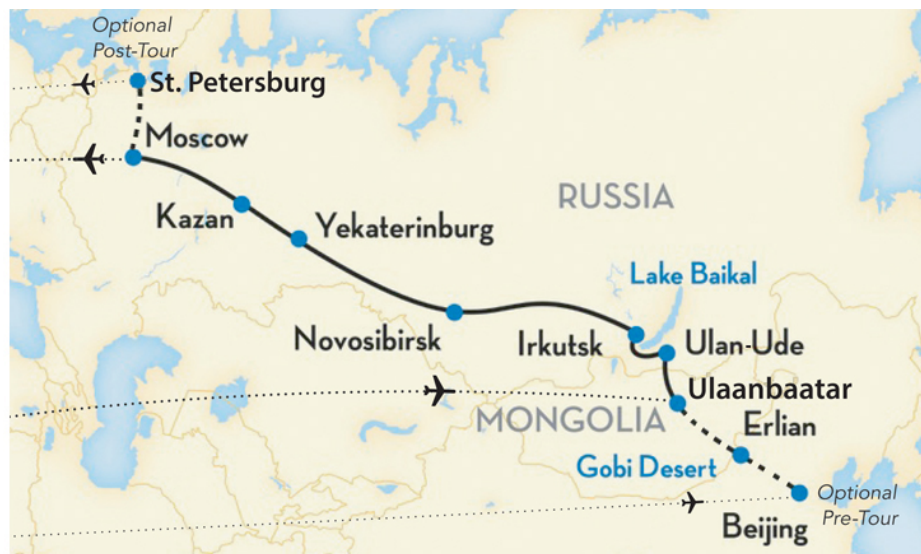 Optional
Post-Tour
St. Petersburg
Moscow
RUSSIA
Kazan
Yekaterinburg
Lake Baikal
Novosibirsk
Irkutsk
Ulan-Ude
Ulaanbaatar
MONGOLIA
Erlian
Gobi Desert
Optional
Pre-Tour
Beijing